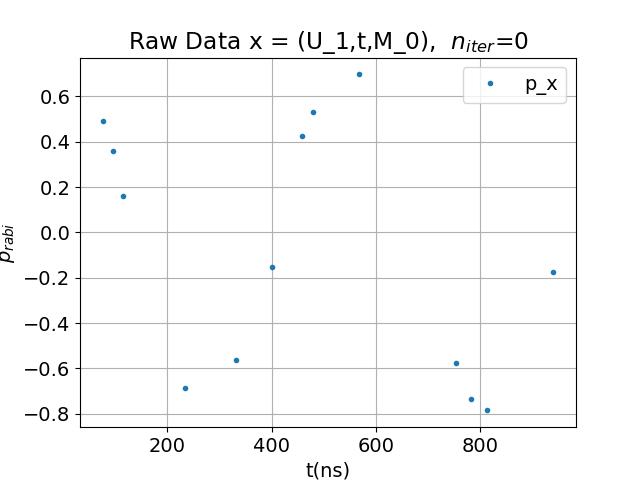 Raw Data x = (U_1,t,M_0), n_iter=0
p_x
p_rabi
0.6
0.4
0.2
0.0
−0.2
−0.4
−0.6
−0.8
200 400 600 800
t(ns)